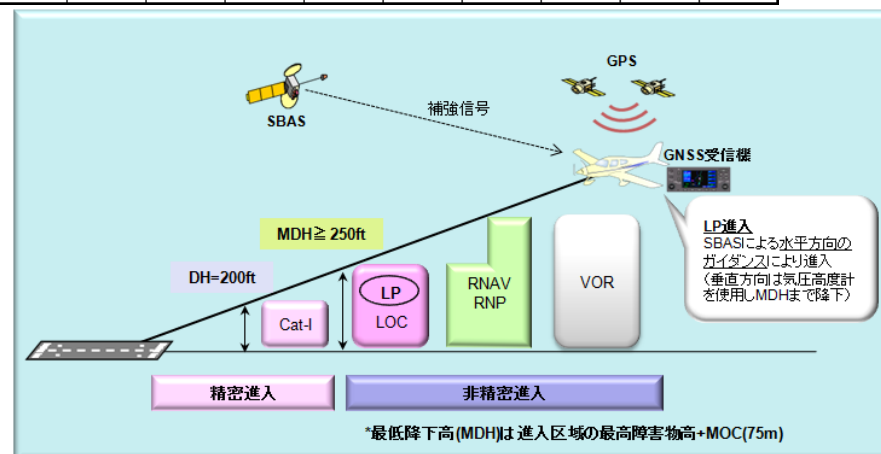 GPS
SBAS
補強信号
GNSS受信機
MDH≧250ft
DH=200ft
LP進入
SBASによる水平方向の
ガイダンスにより進入
(垂直方向は気圧高度計
を使用しMDHまで降下)
Cat-I
LP
LOC
RNAV
RNP
VOR
精密進入
非精密進入
*最低降下高(MDH)は進入区域の最高障害物高+MOC(75m)